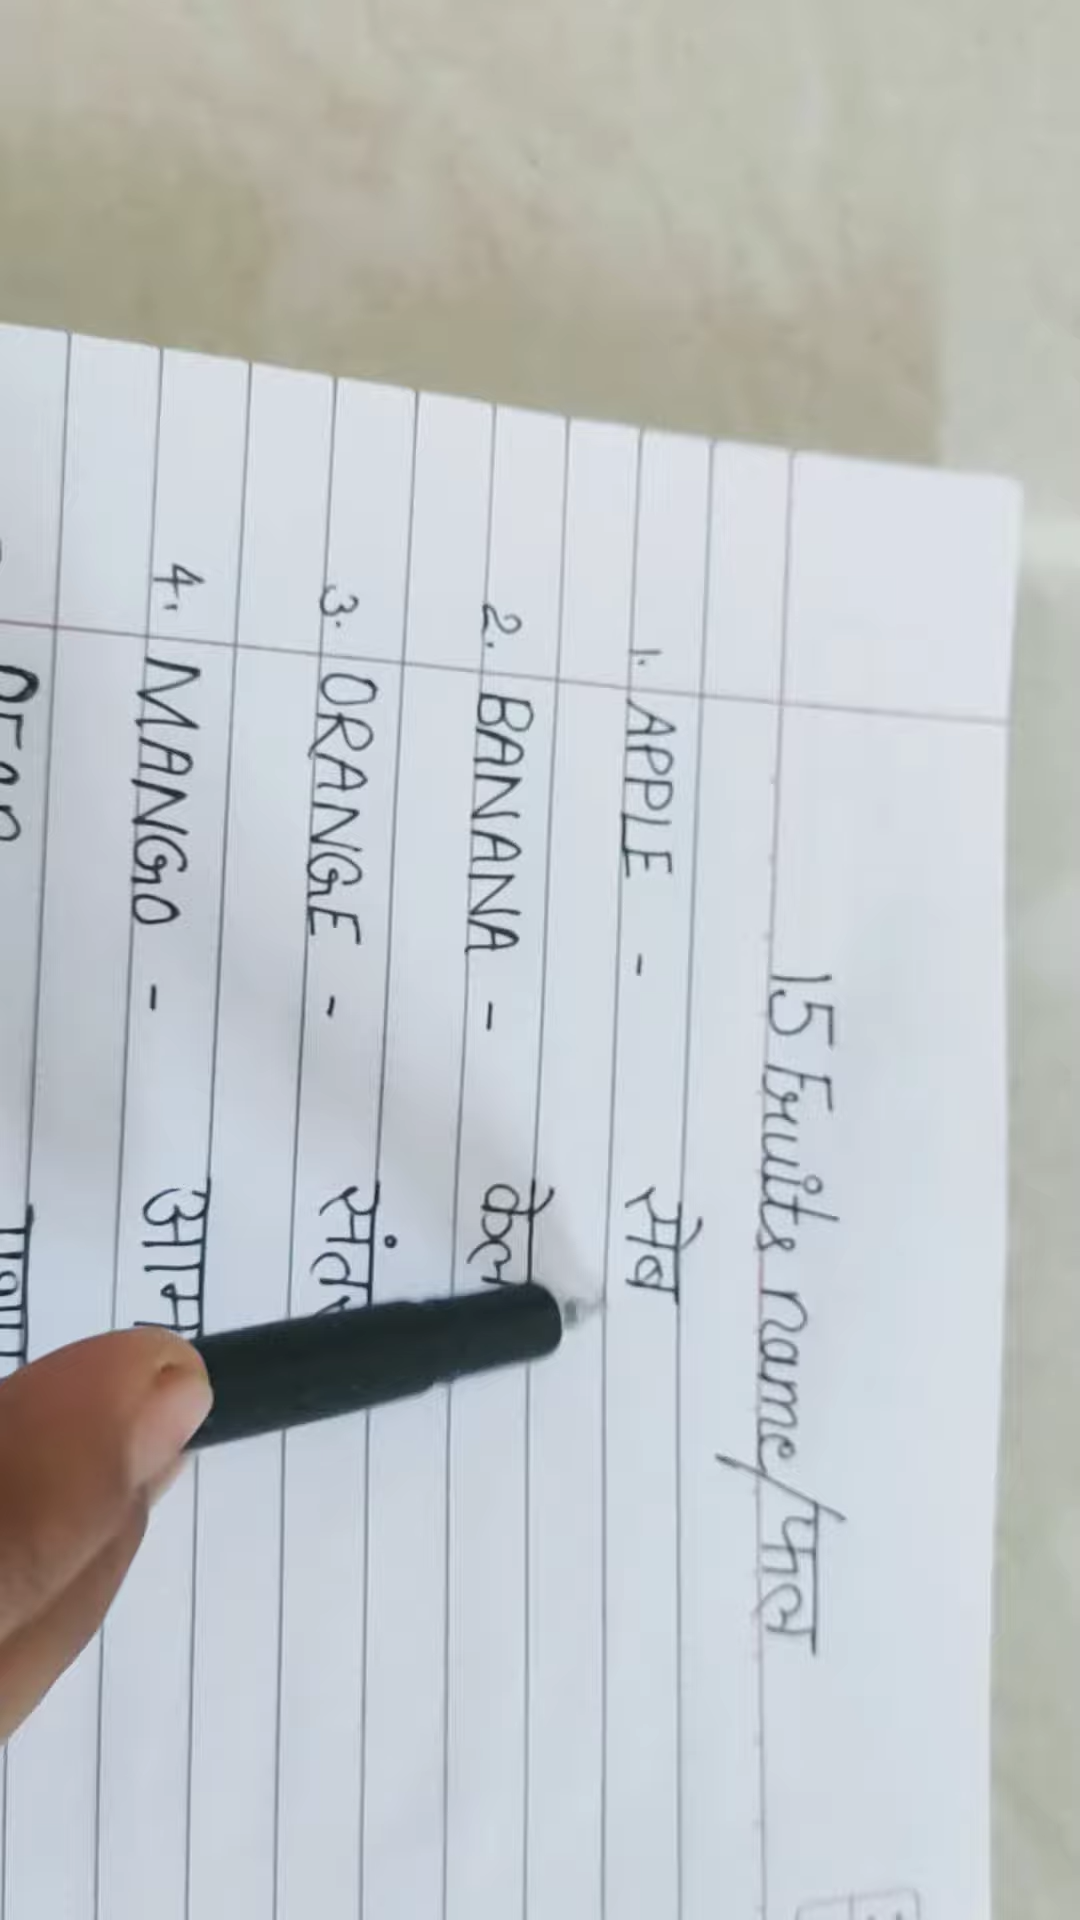 15 Fruits name/फल
1. APPLE - सेव
2. BANANA -
3. ORANGE -
4. MANGO - आम